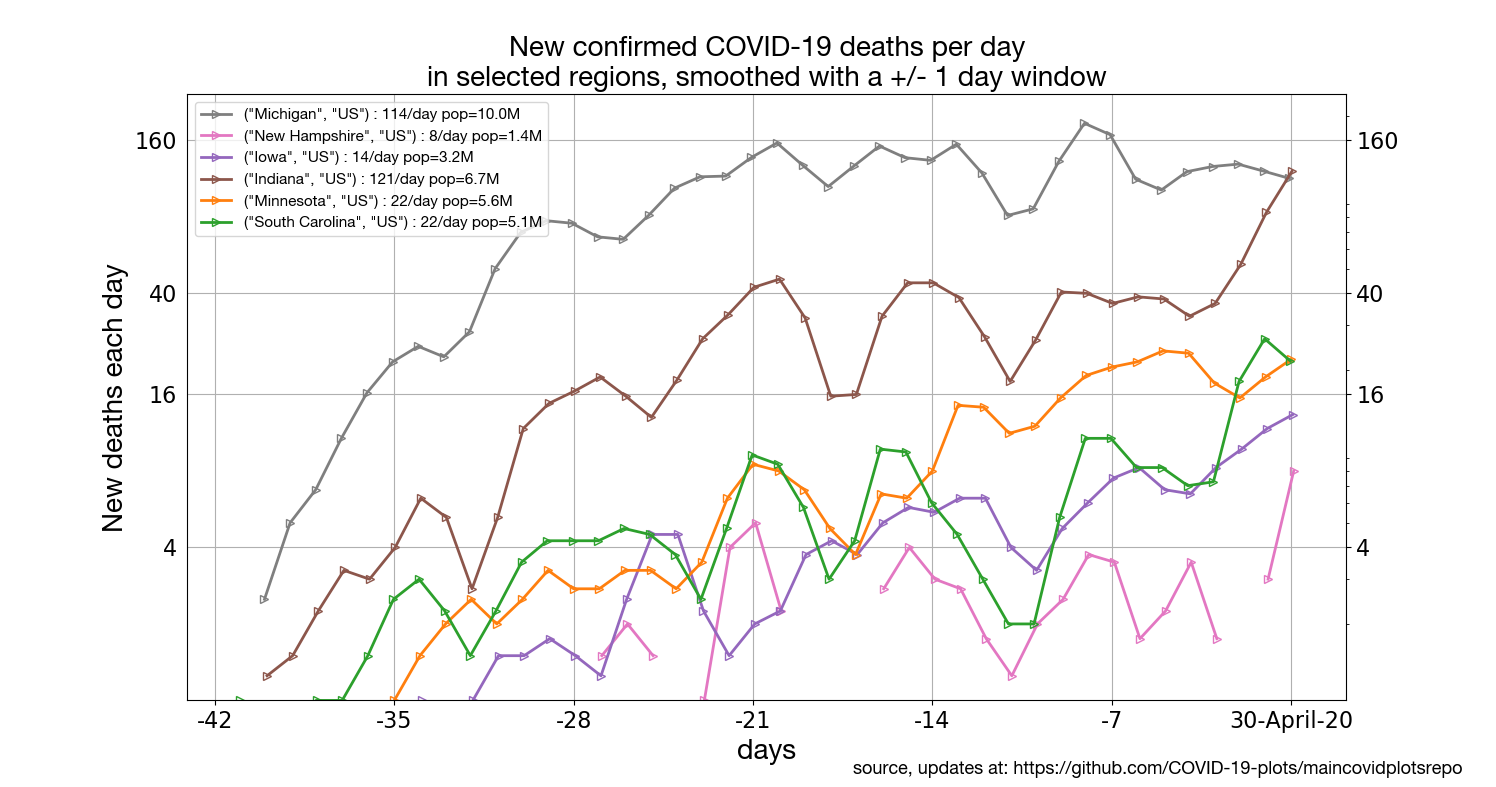 New confirmed COVID-19 deaths per day
in selected regions, smoothed with a +/- 1 day window
("Michigan", "US") : 114/day pop=10.0M
("New Hampshire", "US") : 8/day pop=1.4M
("Iowa", "US") : 14/day pop=3.2M
("Indiana", "US") : 121/day pop=6.7M
("Minnesota", "US") : 22/day pop=5.6M
("South Carolina", "US") : 22/day pop=5.1M
New deaths each day
160
40
16
4
160
40
16
4
-42
-35
-28
-21
-14
-7
30-April-20
days
source, updates at: https://github.com/COVID-19-plots/maincovidplotsrepo